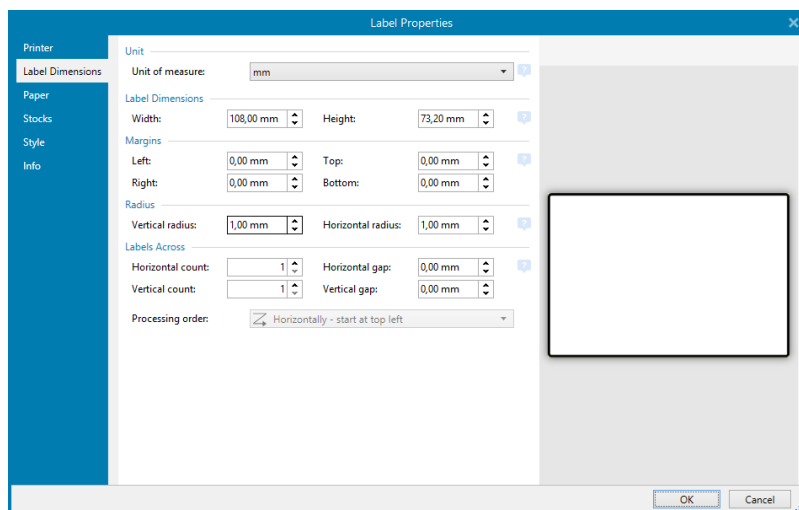 Label Properties
Printer
Label Dimensions
Paper
Stocks
Style
Info
Unit
Unit of measure: mm
Label Dimensions
Width: 108,00 mm Height: 73,20 mm
Margins
Left: 0,00 mm Top: 0,00 mm
Right: 0,00 mm Bottom: 0,00 mm
Radius
Vertical radius: 1,00 mm Horizontal radius: 1,00 mm
Labels Across
Horizontal count: 1 Horizontal gap: 0,00 mm
Vertical count: 1 Vertical gap: 0,00 mm
Processing order: Horizontally - start at top left
OK Cancel